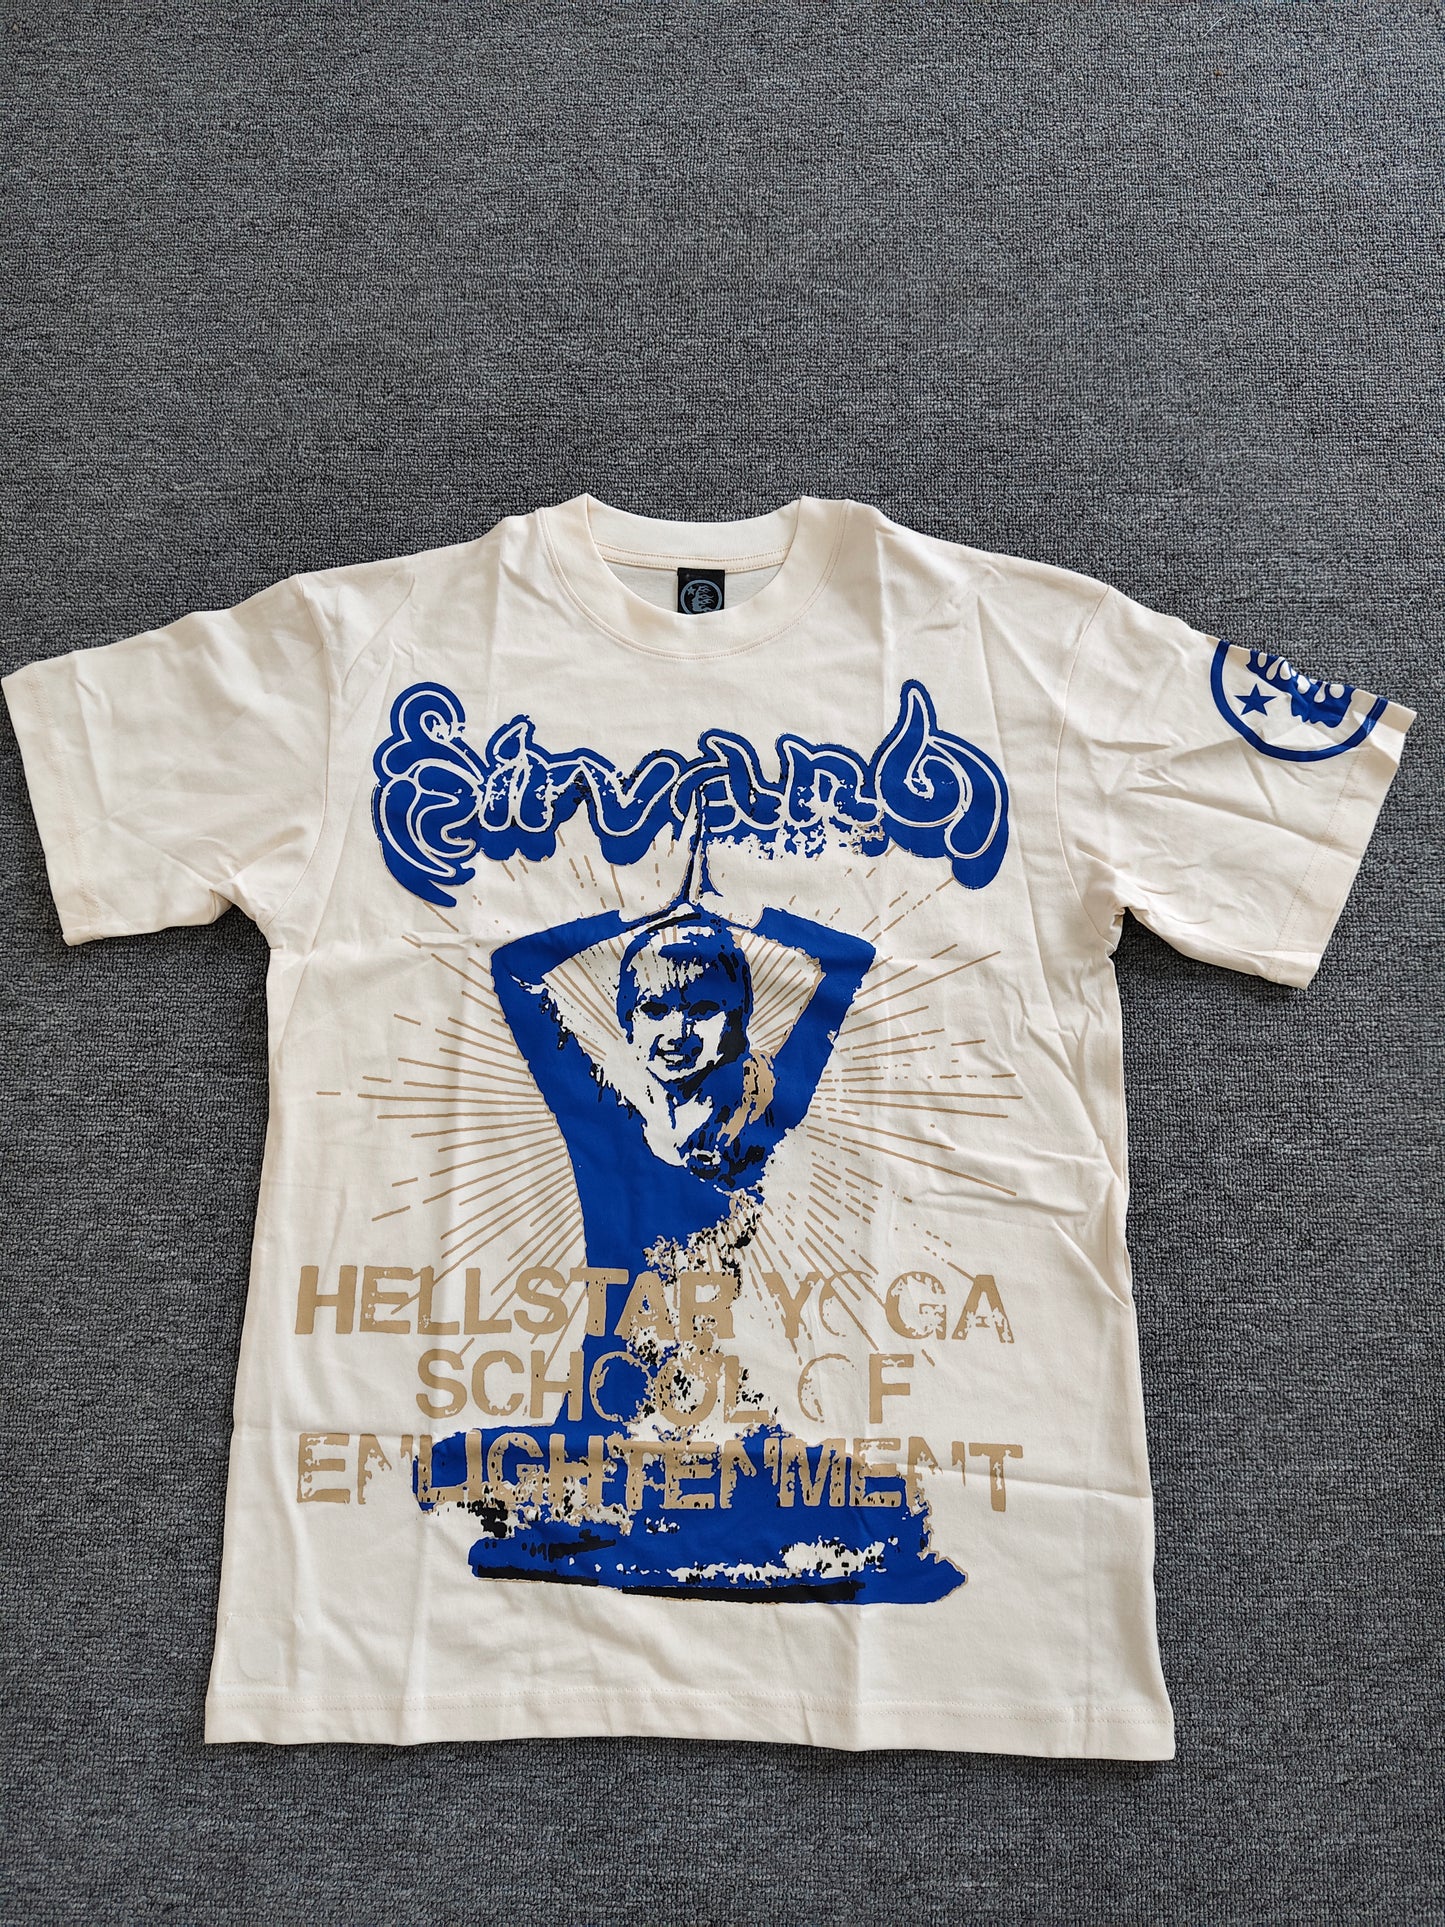 HELLSTAR YOGA
SCHOOL OF
ENLIGHTENMENT